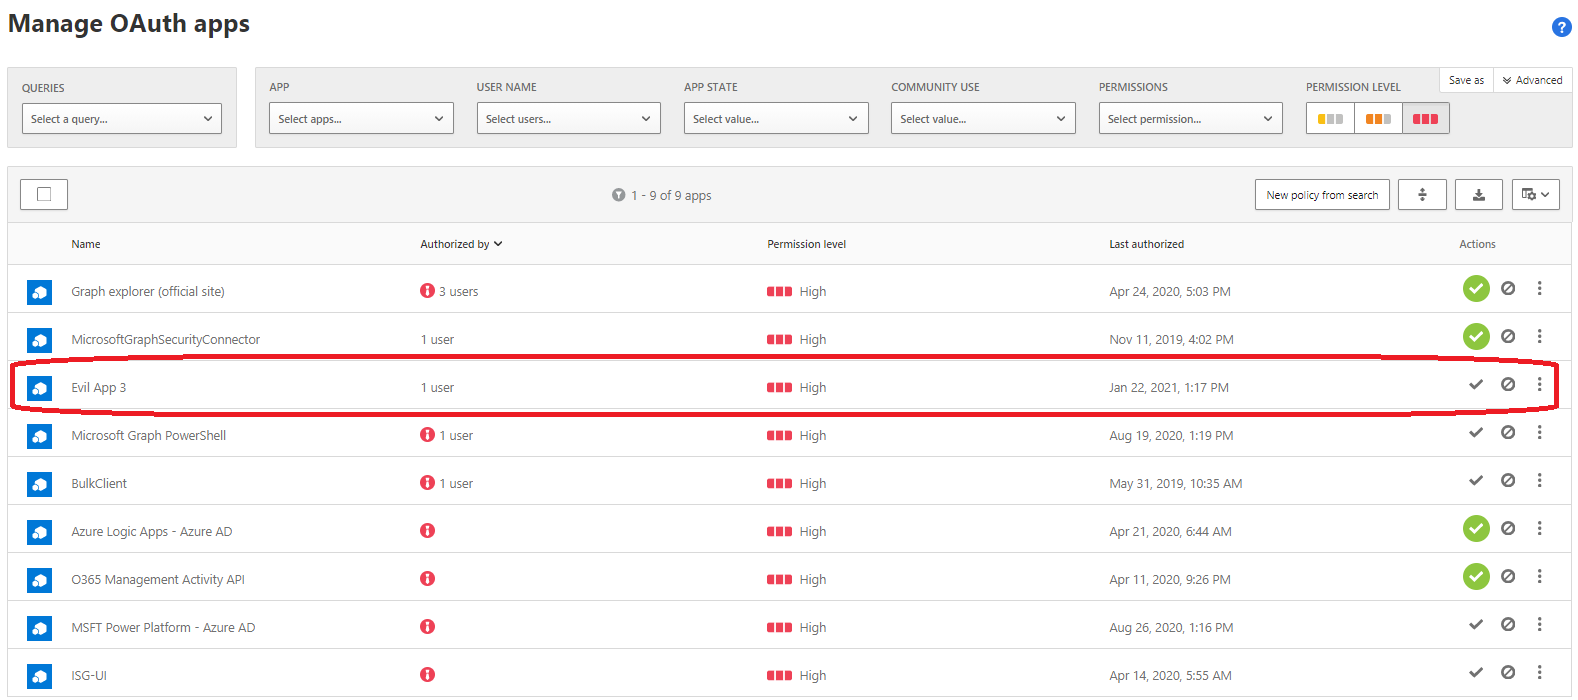 Manage OAuth apps
?
Save as Advanced
QUERIES APP USER NAME APP STATE COMMUNITY USE PERMISSIONS PERMISSION LEVEL
Select a query... Select apps... Select users... Select value... Select value... Select permission...
1 - 9 of 9 apps New policy from search
Name Authorized by Permission level Last authorized Actions
Graph explorer (official site) 3 users High Apr 24, 2020, 5:03 PM
MicrosoftGraphSecurityConnector 1 user High Nov 11, 2019, 4:02 PM
Evil App 3 1 user High Jan 22, 2021, 1:17 PM
Microsoft Graph PowerShell 1 user High Aug 19, 2020, 1:19 PM
BulkClient 1 user High May 31, 2019, 10:35 AM
Azure Logic Apps - Azure AD High Apr 21, 2020, 6:44 AM
O365 Management Activity API High Apr 11, 2020, 9:26 PM
MSFT Power Platform - Azure AD High Aug 26, 2020, 1:16 PM
ISG-UI High Apr 14, 2020, 5:55 AM